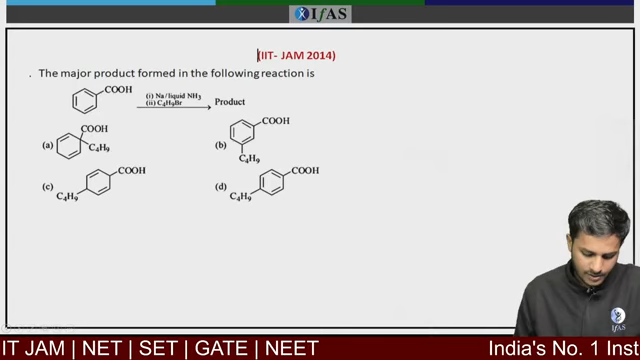 IfAS
(IIT- JAM 2014)
. The major product formed in the following reaction is
COOH
(i) Na/liquid NH₃
(ii) C₄H₉Br
Product
(a)
COOH
C₄H₉
(b)
COOH
C₄H₉
(c)
COOH
C₄H₉
(d)
COOH
C₄H₉
IfAS
IT JAM | NET | SET | GATE | NEET India's No. 1 Inst